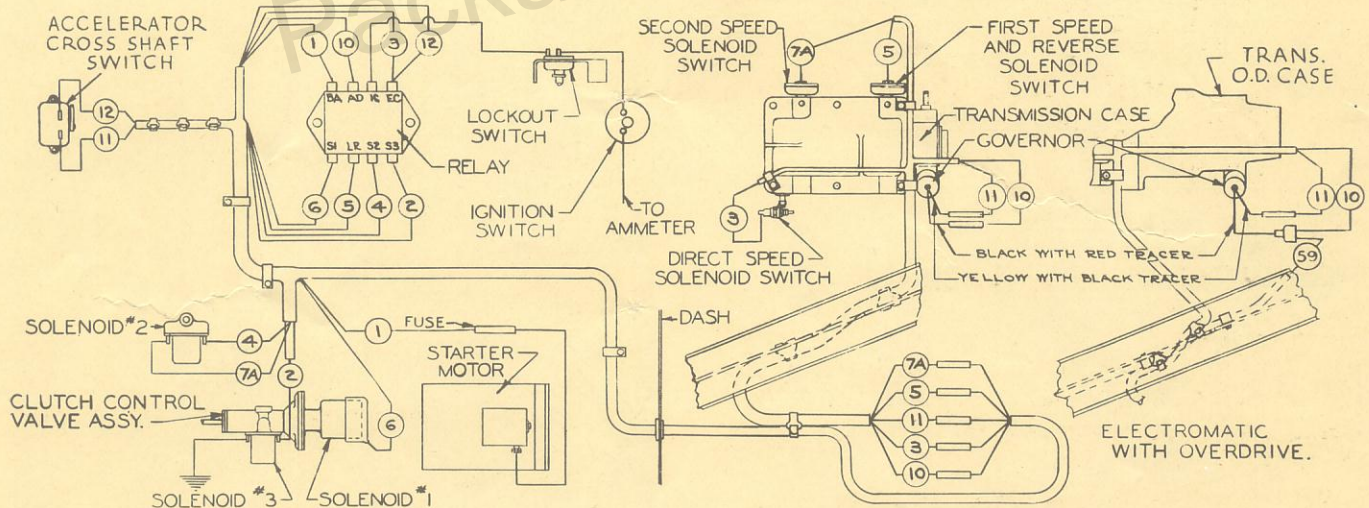 ACCELERATOR
CROSS SHAFT
SWITCH
12
11
1
10
3
12
BA AD IG EC
S1 LR S2 S3
RELAY
6
5
4
2
LOCKOUT
SWITCH
IGNITION
SWITCH
TO
AMMETER
SECOND SPEED
SOLENOID
SWITCH
7A
5
FIRST SPEED
AND REVERSE
SOLENOID
SWITCH
TRANSMISSION CASE
GOVERNOR
TRANS.
O.D. CASE
3
11
10
11
10
DIRECT SPEED
SOLENOID SWITCH
BLACK WITH RED TRACER
YELLOW WITH BLACK TRACER
59
SOLENOID #2
4
7A
2
1
FUSE
STARTER
MOTOR
DASH
CLUTCH CONTROL
VALVE ASSY.
6
SOLENOID #3
SOLENOID #1
7A
5
11
3
10
ELECTROMATIC
WITH OVERDRIVE.